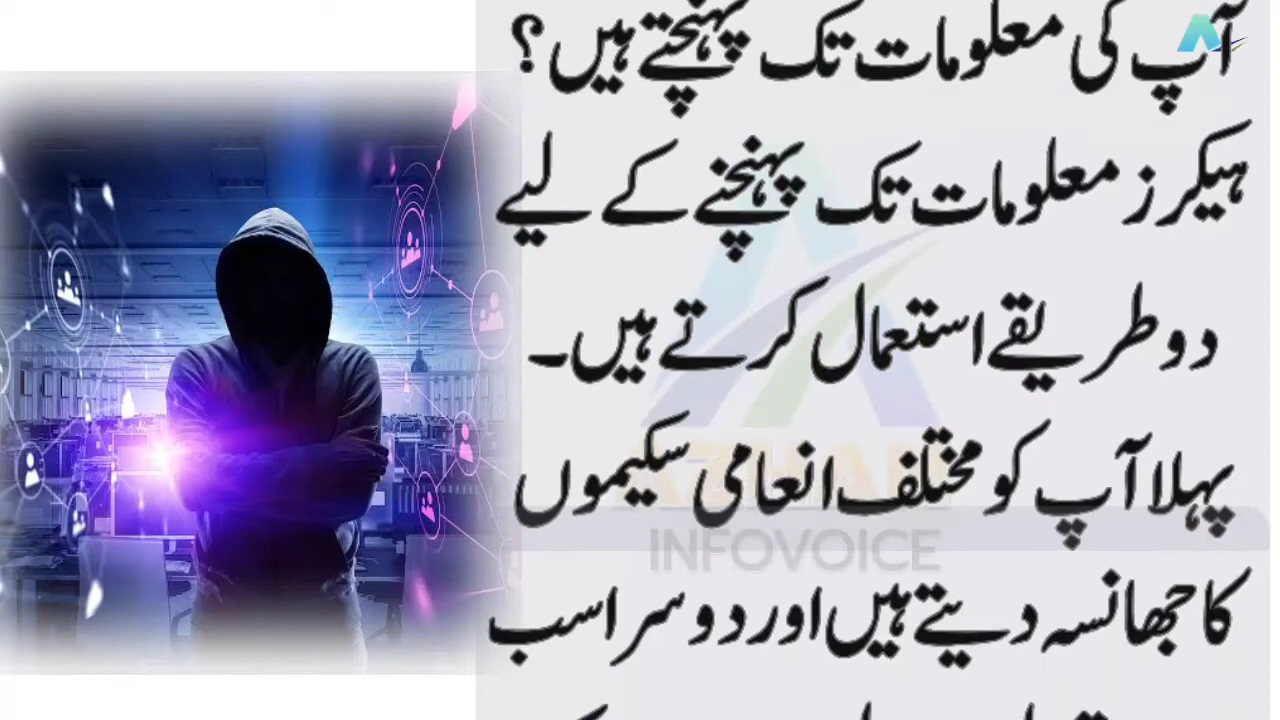 آپ کی معلومات تک پہنچتے ہیں؟
ہیکرز معلومات تک پہنچنے کے لیے
دو طریقے استعمال کرتے ہیں۔
پہلا آپ کو مختلف انعامی سکیموں
INFOVOICE
کا جھانسہ دیتے ہیں اور دوسرا سب